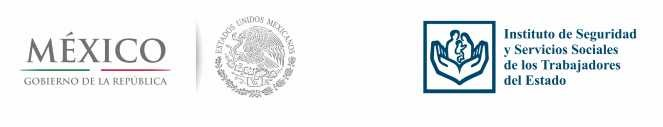 MÉXICO
GOBIERNO DE LA REPÚBLICA
ESTADOS UNIDOS MEXICANOS
Instituto de Seguridad
y Servicios Sociales
de los Trabajadores
del Estado